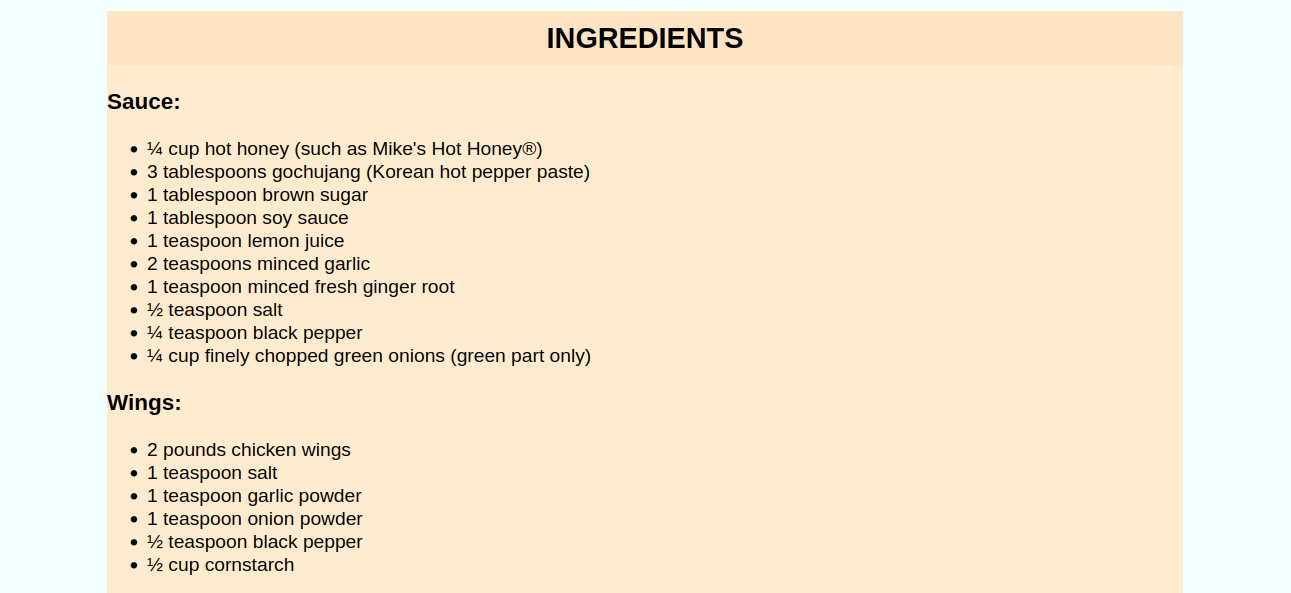 INGREDIENTS
Sauce:
• ¼ cup hot honey (such as Mike's Hot Honey®)
• 3 tablespoons gochujang (Korean hot pepper paste)
• 1 tablespoon brown sugar
• 1 tablespoon soy sauce
• 1 teaspoon lemon juice
• 2 teaspoons minced garlic
• 1 teaspoon minced fresh ginger root
• ½ teaspoon salt
• ¼ teaspoon black pepper
• ¼ cup finely chopped green onions (green part only)
Wings:
• 2 pounds chicken wings
• 1 teaspoon salt
• 1 teaspoon garlic powder
• 1 teaspoon onion powder
• ½ teaspoon black pepper
• ½ cup cornstarch